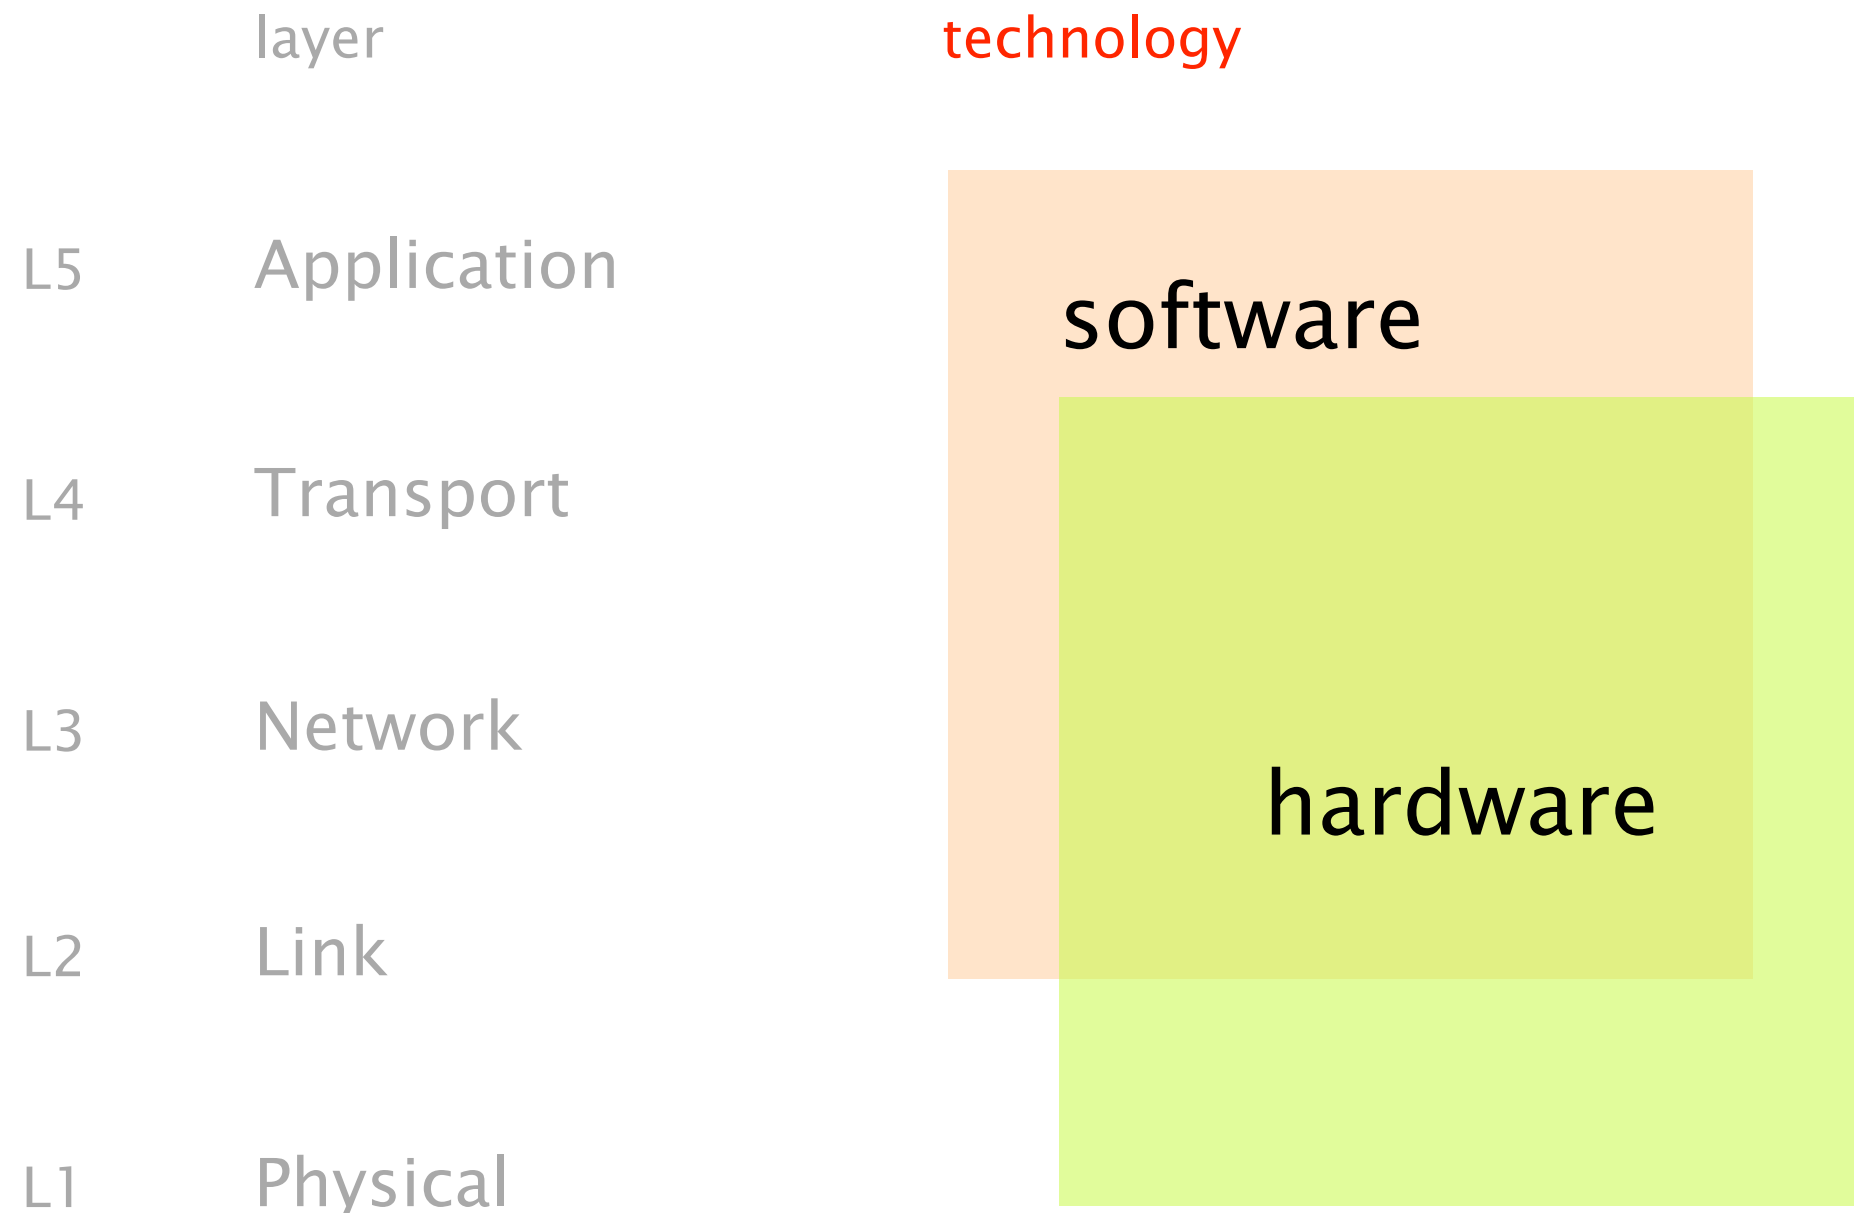 layer technology
L5 Application
software
L4 Transport
L3 Network
hardware
L2 Link
L1 Physical